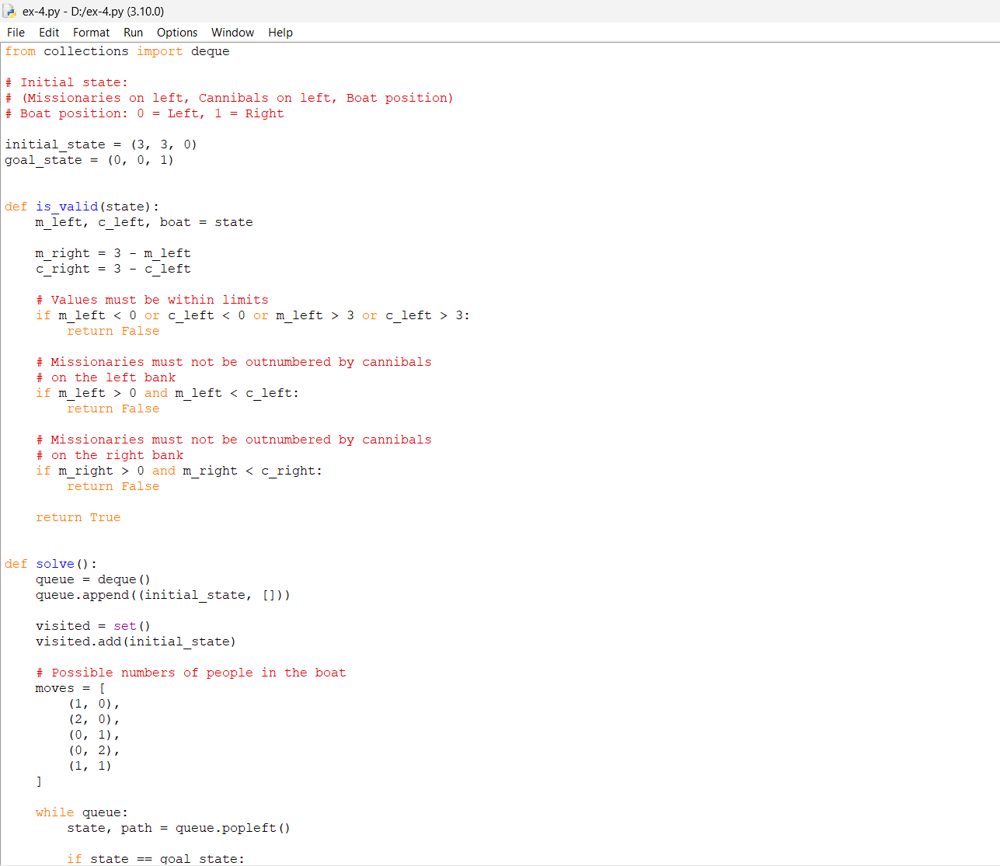 ex-4.py - D:/ex-4.py (3.10.0)
File Edit Format Run Options Window Help
from collections import deque

# Initial state:
# (Missionaries on left, Cannibals on left, Boat position)
# Boat position: 0 = Left, 1 = Right

initial_state = (3, 3, 0)
goal_state = (0, 0, 1)


def is_valid(state):
    m_left, c_left, boat = state

    m_right = 3 - m_left
    c_right = 3 - c_left

    # Values must be within limits
    if m_left < 0 or c_left < 0 or m_left > 3 or c_left > 3:
        return False

    # Missionaries must not be outnumbered by cannibals
    # on the left bank
    if m_left > 0 and m_left < c_left:
        return False

    # Missionaries must not be outnumbered by cannibals
    # on the right bank
    if m_right > 0 and m_right < c_right:
        return False

    return True


def solve():
    queue = deque()
    queue.append((initial_state, []))

    visited = set()
    visited.add(initial_state)

    # Possible numbers of people in the boat
    moves = [
        (1, 0),
        (2, 0),
        (0, 1),
        (0, 2),
        (1, 1)
    ]

    while queue:
        state, path = queue.popleft()

        if state == goal_state: